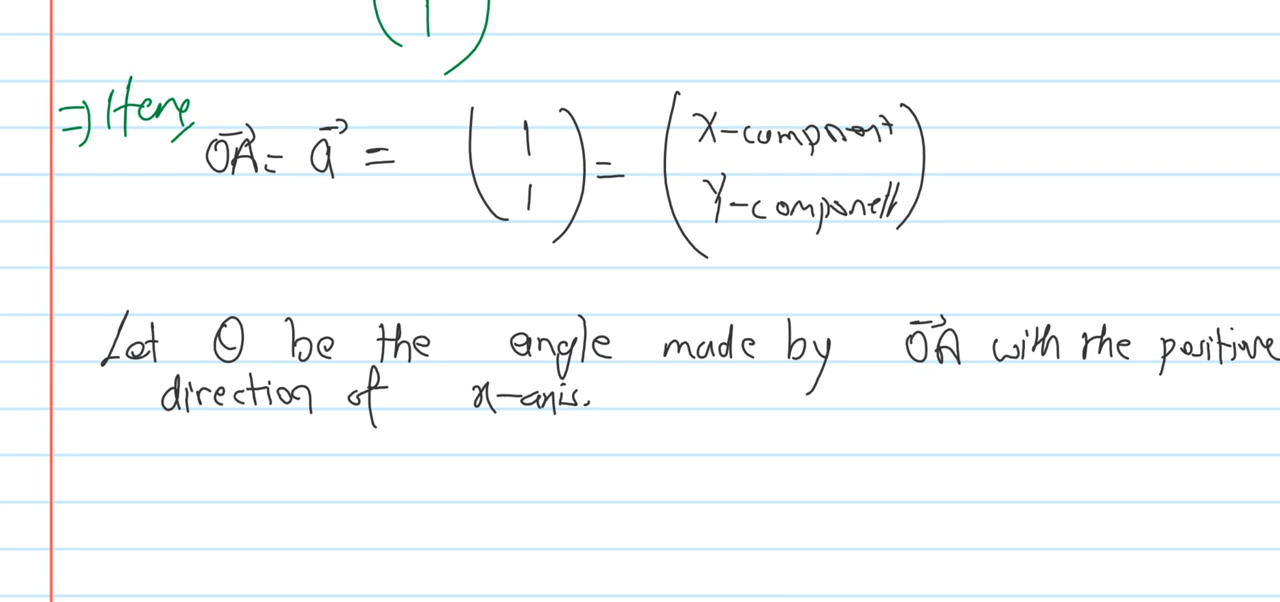 (1)
⇒ Here,
OA⃗ = a⃗ = (1 1) = (X-component Y-component)
Let θ be the angle made by OA⃗ with the positive
direction of x-axis.